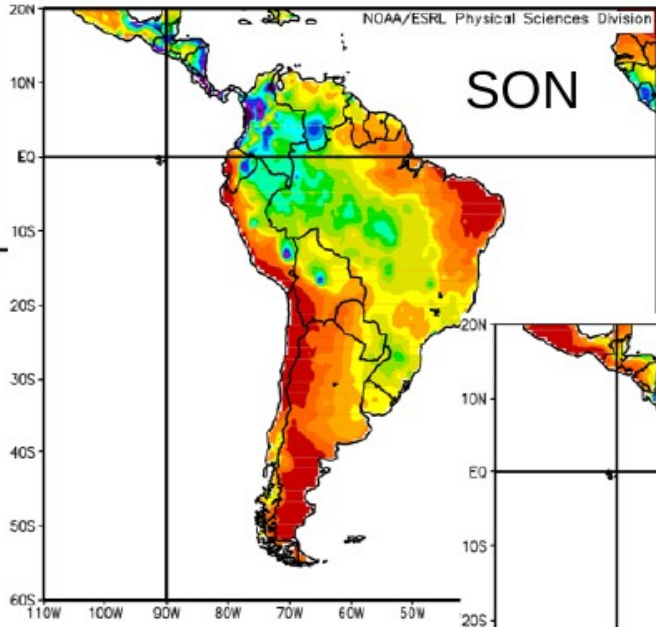 20N
NOAA/ESRL Physical Sciences Division
SON
10N
EQ
10S
20S
30S
40S
50S
60S
110W 100W 90W 80W 70W 60W 50W
20N
10N
EQ
10S
20S